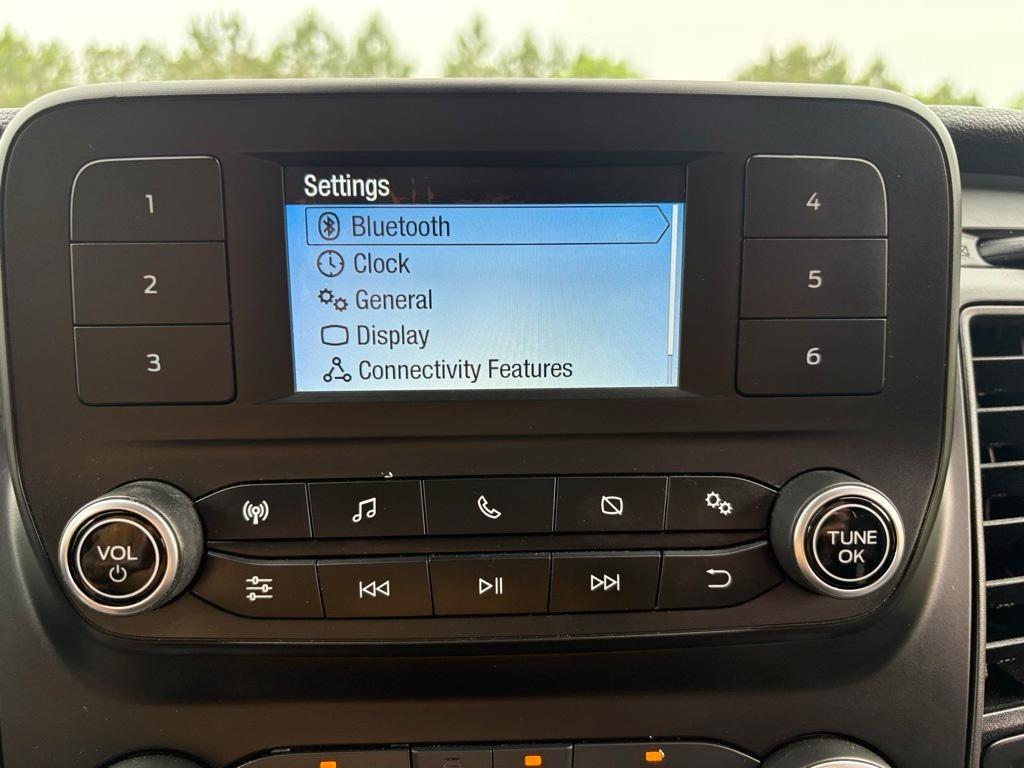 Settings
Bluetooth
Clock
General
Display
Connectivity Features
1
2
3
4
5
6
VOL
TUNE
OK